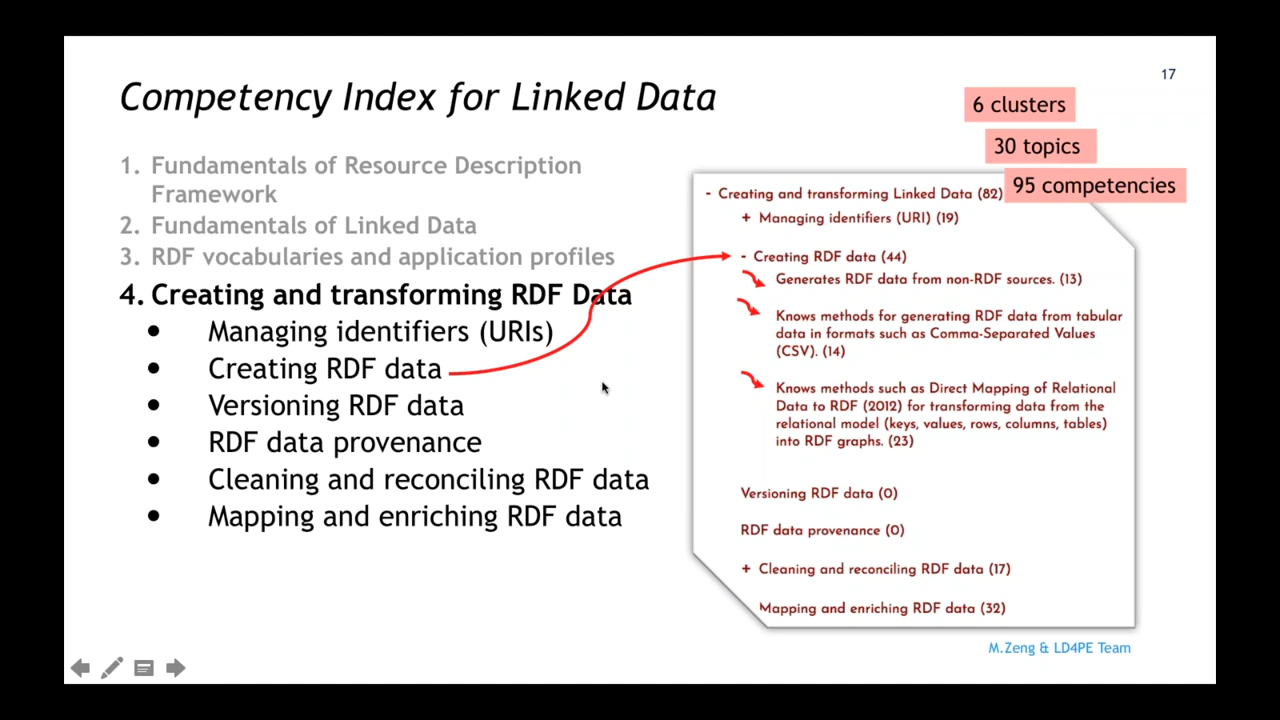 17
Competency Index for Linked Data
6 clusters
30 topics
95 competencies
1. Fundamentals of Resource Description
Framework
2. Fundamentals of Linked Data
3. RDF vocabularies and application profiles
4. Creating and transforming RDF Data
• Managing identifiers (URIs)
• Creating RDF data
• Versioning RDF data
• RDF data provenance
• Cleaning and reconciling RDF data
• Mapping and enriching RDF data
- Creating and transforming Linked Data (82)
+ Managing identifiers (URI) (19)
- Creating RDF data (44)
Generates RDF data from non-RDF sources. (13)
Knows methods for generating RDF data from tabular
data in formats such as Comma-Separated Values
(CSV). (14)
Knows methods such as Direct Mapping of Relational
Data to RDF (2012) for transforming data from the
relational model (keys, values, rows, columns, tables)
into RDF graphs. (23)
Versioning RDF data (0)
RDF data provenance (0)
+ Cleaning and reconciling RDF data (17)
Mapping and enriching RDF data (32)
M.Zeng & LD4PE Team